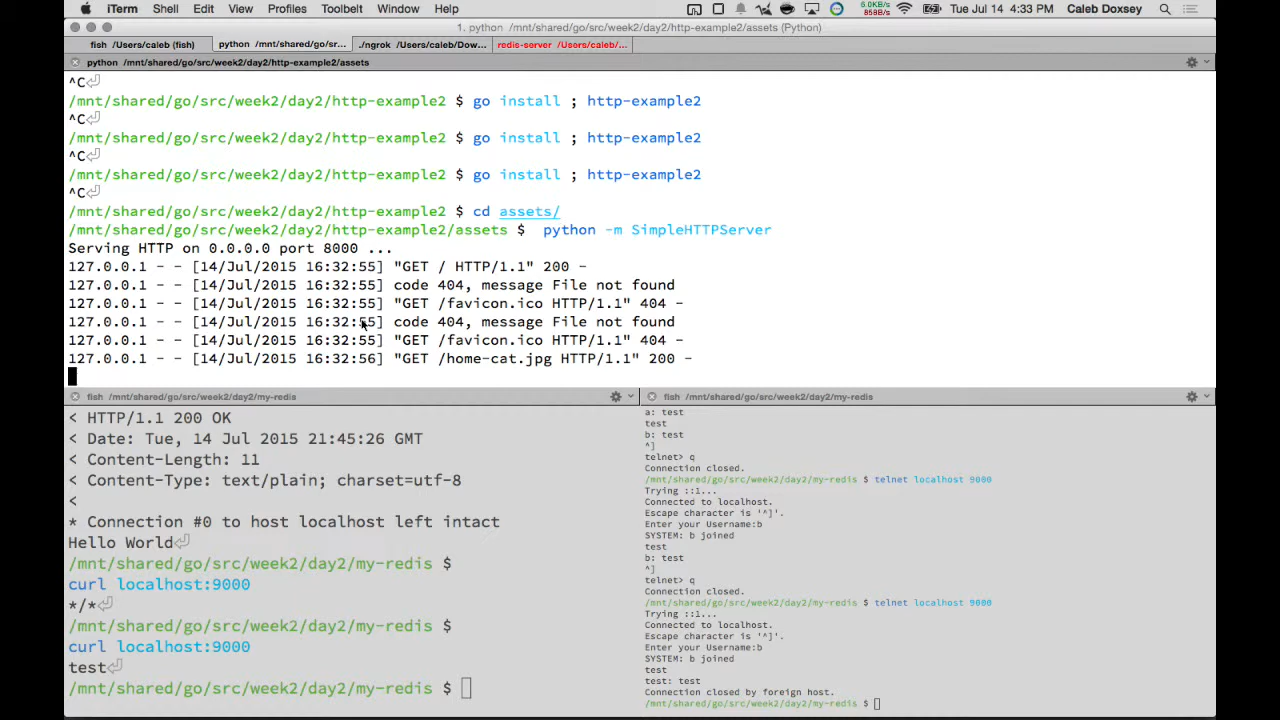 iTerm Shell Edit View Profiles Toolbelt Window Help 6.0KB/s 859B/s Tue Jul 14 4:33 PM Caleb Doxsey
1. python /mnt/shared/go/src/week2/day2/http-example2/assets (Python)
fish /Users/caleb (fish) python /mnt/shared/go/sr... ./ngrok /Users/caleb/Dow... redis-server /Users/caleb/...
python /mnt/shared/go/src/week2/day2/http-example2/assets
^C
/mnt/shared/go/src/week2/day2/http-example2 $ go install ; http-example2
^C
/mnt/shared/go/src/week2/day2/http-example2 $ go install ; http-example2
^C
/mnt/shared/go/src/week2/day2/http-example2 $ go install ; http-example2
^C
/mnt/shared/go/src/week2/day2/http-example2 $ cd assets/
/mnt/shared/go/src/week2/day2/http-example2/assets $ python -m SimpleHTTPServer
Serving HTTP on 0.0.0.0 port 8000 ...
127.0.0.1 - - [14/Jul/2015 16:32:55] "GET / HTTP/1.1" 200 -
127.0.0.1 - - [14/Jul/2015 16:32:55] code 404, message File not found
127.0.0.1 - - [14/Jul/2015 16:32:55] "GET /favicon.ico HTTP/1.1" 404 -
127.0.0.1 - - [14/Jul/2015 16:32:55] code 404, message File not found
127.0.0.1 - - [14/Jul/2015 16:32:55] "GET /favicon.ico HTTP/1.1" 404 -
127.0.0.1 - - [14/Jul/2015 16:32:56] "GET /home-cat.jpg HTTP/1.1" 200 -
fish /mnt/shared/go/src/week2/day2/my-redis
< HTTP/1.1 200 OK
< Date: Tue, 14 Jul 2015 21:45:26 GMT
< Content-Length: 11
< Content-Type: text/plain; charset=utf-8
<
* Connection #0 to host localhost left intact
Hello World
/mnt/shared/go/src/week2/day2/my-redis $
curl localhost:9000
*/*
/mnt/shared/go/src/week2/day2/my-redis $
curl localhost:9000
test
/mnt/shared/go/src/week2/day2/my-redis $
fish /mnt/shared/go/src/week2/day2/my-redis
a: test
test
b: test
^]
telnet> q
Connection closed.
/mnt/shared/go/src/week2/day2/my-redis $ telnet localhost 9000
Trying ::1...
Connected to localhost.
Escape character is '^]'.
Enter your Username:b
SYSTEM: b joined
test
b: test
^]
telnet> q
Connection closed.
/mnt/shared/go/src/week2/day2/my-redis $ telnet localhost 9000
Trying ::1...
Connected to localhost.
Escape character is '^]'.
Enter your Username:b
SYSTEM: b joined
test
test: test
Connection closed by foreign host.
/mnt/shared/go/src/week2/day2/my-redis $